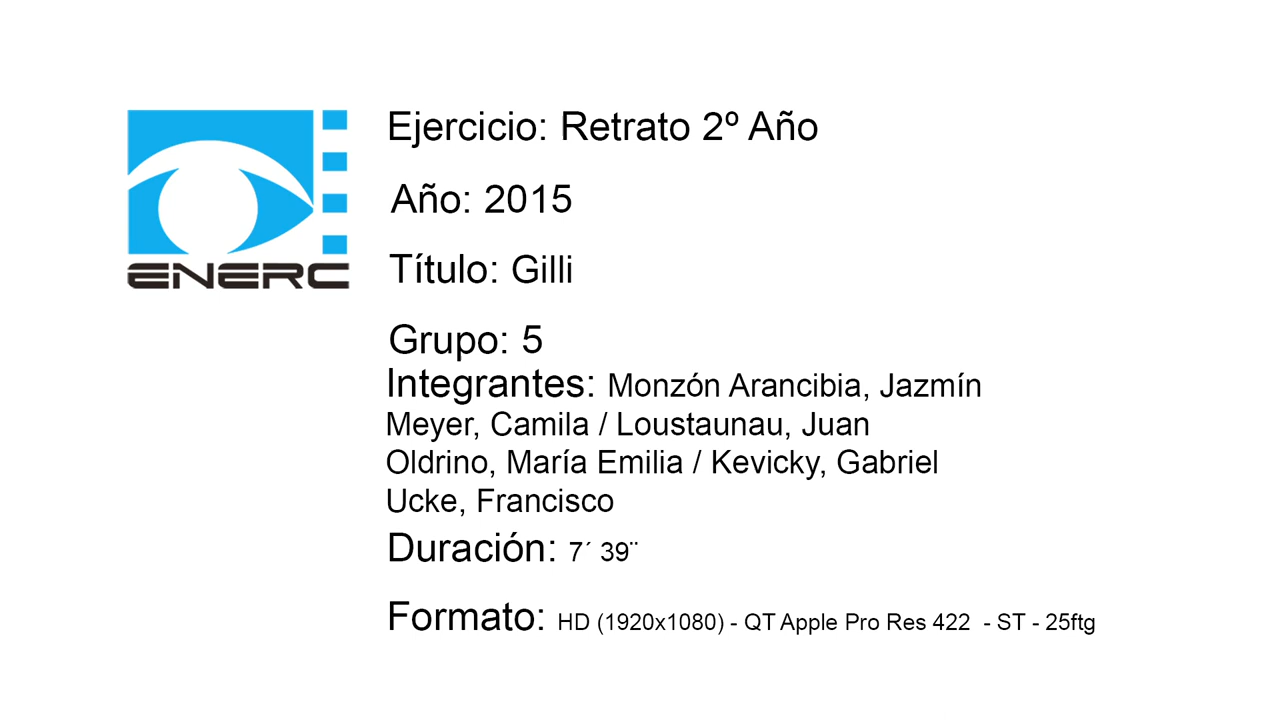 ENERC
Ejercicio: Retrato 2º Año
Año: 2015
Título: Gilli
Grupo: 5
Integrantes: Monzón Arancibia, Jazmín
Meyer, Camila / Loustaunau, Juan
Oldrino, María Emilia / Kevicky, Gabriel
Ucke, Francisco
Duración: 7´ 39¨
Formato: HD (1920x1080) - QT Apple Pro Res 422  - ST - 25ftg